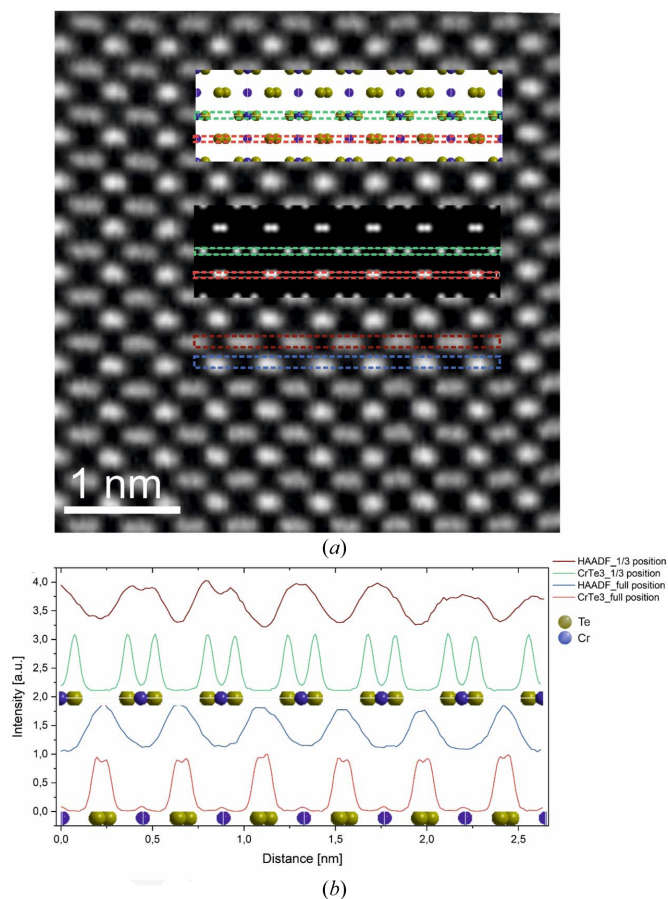 1 nm
(a)
HAADF_1/3 position
CrTe3_1/3 position
HAADF_full position
CrTe3_full position
Te
Cr
4,0
3,5
3,0
2,5
2,0
1,5
1,0
0,5
0,0
Intensity [a.u.]
0,0 0,5 1,0 1,5 2,0 2,5
Distance [nm]
(b)